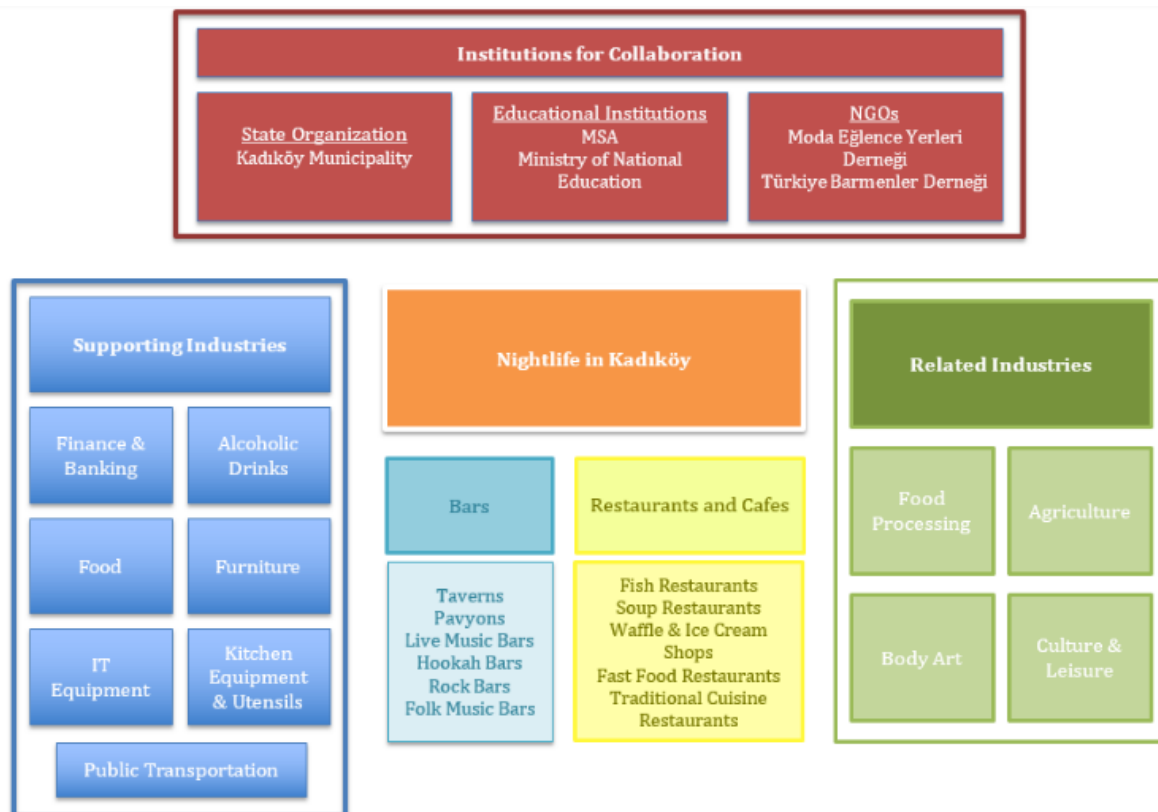 Institutions for Collaboration
State Organization
Kadıköy Municipality
Educational Institutions
MSA
Ministry of National
Education
NGOs
Moda Eğlence Yerleri
Derneği
Türkiye Barmenler Derneği
Supporting Industries
Finance &
Banking
Alcoholic
Drinks
Food
Furniture
IT
Equipment
Kitchen
Equipment
& Utensils
Public Transportation
Nightlife in Kadıköy
Bars
Taverns
Pavyons
Live Music Bars
Hookah Bars
Rock Bars
Folk Music Bars
Restaurants and Cafes
Fish Restaurants
Soup Restaurants
Waffle & Ice Cream
Shops
Fast Food Restaurants
Traditional Cuisine
Restaurants
Related Industries
Food
Processing
Agriculture
Body Art
Culture &
Leisure